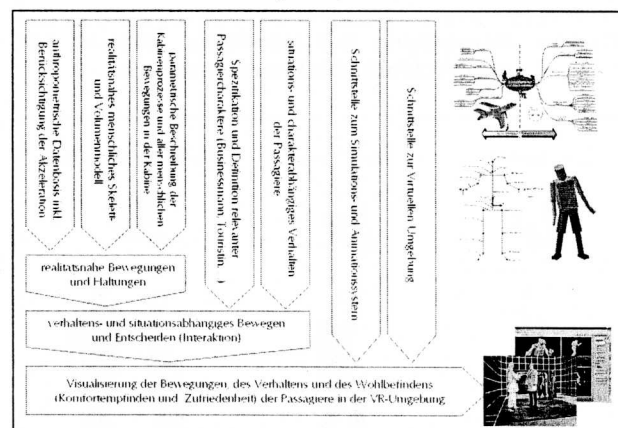 anthropometrische Datenbasis inkl.
Berücksichtigung der Akzeleration
realitätsnahes menschliches Skelett-
und Volumenmodell
parametrische Beschreibung der
Kabinenprozesse und aller menschlichen
Bewegungen in der Kabine
Spezifikation und Definition relevanter
Passagiercharaktere (Businessmann, Touristin, ...)
situations- und charakterabhängiges Verhalten
der Passagiere
Schnittstelle zum Simulations- und Animationssystem
Schnittstelle zur Virtuellen Umgebung
realitätsnahe Bewegungen
und Haltungen
verhaltens- und situationsabhängiges Bewegen
und Entscheiden (Interaktion)
Visualisierung der Bewegungen, des Verhaltens und des Wohlbefindens
(Komfortempfinden und Zufriedenheit) der Passagiere in der VR-Umgebung